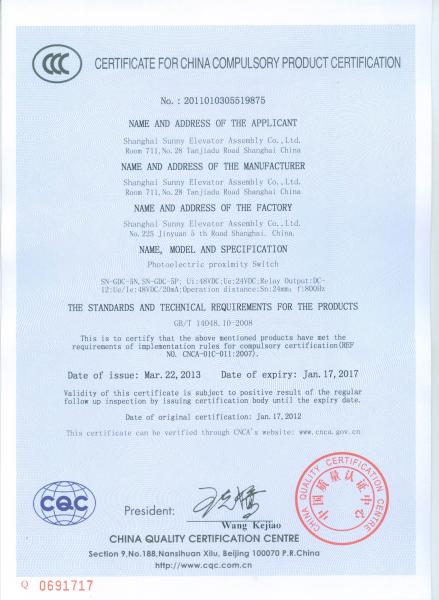 CCC
CERTIFICATE FOR CHINA COMPULSORY PRODUCT CERTIFICATION
No.: 2011010305519875
NAME AND ADDRESS OF THE APPLICANT
Shanghai Sunny Elevator Assembly Co.,Ltd.
Room 711,No.28 Tanjiadu Road Shanghai China
NAME AND ADDRESS OF THE MANUFACTURER
Shanghai Sunny Elevator Assembly Co.,Ltd.
Room 711,No.28 Tanjiadu Road Shanghai China
NAME AND ADDRESS OF THE FACTORY
Shanghai Sunny Elevator Assembly Co.,Ltd.
No.225 Jinyuan 5 th Road Shanghai. China.
NAME, MODEL AND SPECIFICATION
Photoelectric proximity Switch
SN-GDC-5N,SN-GDC-5P; Ui:48VDC;Ue:24VDC;Relay Output:DC-
12:Ue/Ie:48VDC/20mA;Operation distance:Sn:24mm; f:800Hz
THE STANDARDS AND TECHNICAL REQUIREMENTS FOR THE PRODUCTS
GB/T 14048.10-2008
This is to certify that the above mentioned products have met the
requirements of implementation rules for compulsory certification(REF
NO. CNCA-01C-011:2007).
Date of issue: Mar.22,2013 Date of expiry: Jan.17,2017
Validity of this certificate is subject to positive result of the regular
follow up inspection by issuing certification body until the expiry date.
Date of original certification: Jan.17,2012
This certificate can be verified through CNCA's website: www.cnca.gov.cn
CQC
President:
Wang Kejiao
CHINA QUALITY CERTIFICATION CENTRE
中国质量认证中心
CHINA QUALITY CERTIFICATION CENTRE
Section 9,No.188,Nansihuan Xilu, Beijing 100070 P.R.China
http://www.cqc.com.cn
Q 0691717